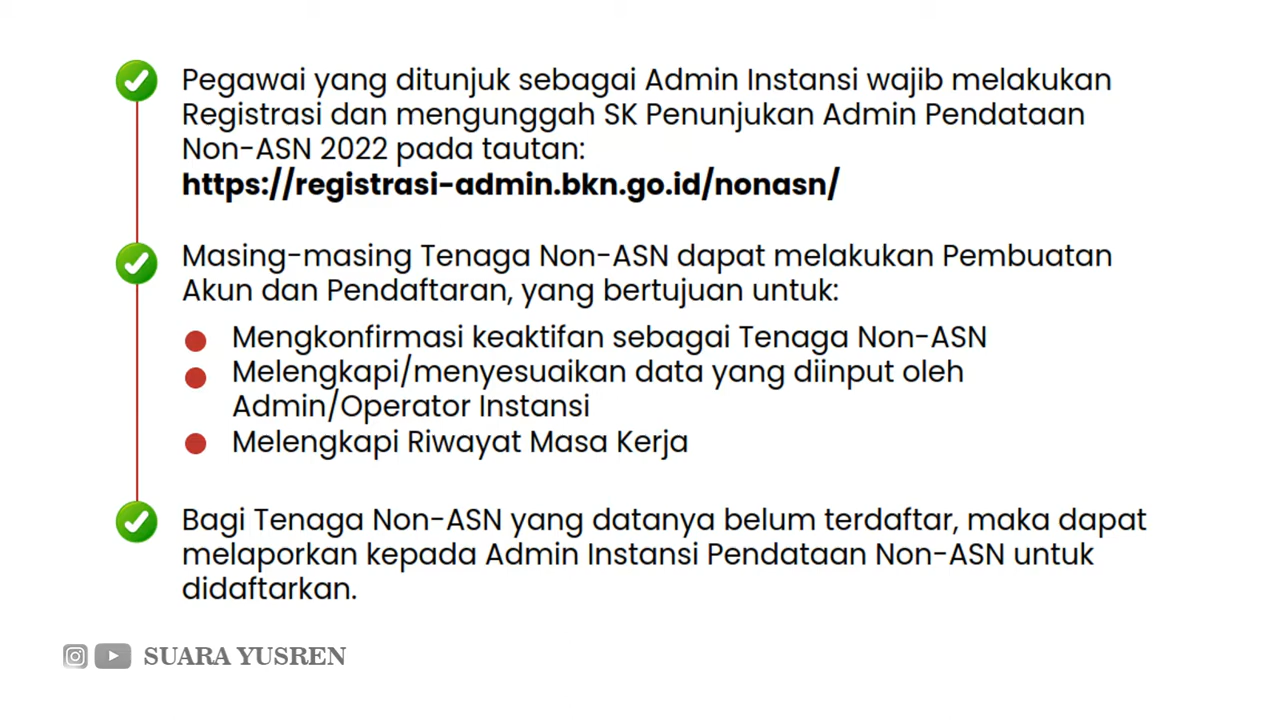 Pegawai yang ditunjuk sebagai Admin Instansi wajib melakukan
Registrasi dan mengunggah SK Penunjukan Admin Pendataan
Non-ASN 2022 pada tautan:
https://registrasi-admin.bkn.go.id/nonasn/
Masing-masing Tenaga Non-ASN dapat melakukan Pembuatan
Akun dan Pendaftaran, yang bertujuan untuk:
Mengkonfirmasi keaktifan sebagai Tenaga Non-ASN
Melengkapi/menyesuaikan data yang diinput oleh
Admin/Operator Instansi
Melengkapi Riwayat Masa Kerja
Bagi Tenaga Non-ASN yang datanya belum terdaftar, maka dapat
melaporkan kepada Admin Instansi Pendataan Non-ASN untuk
didaftarkan.
SUARA YUSREN